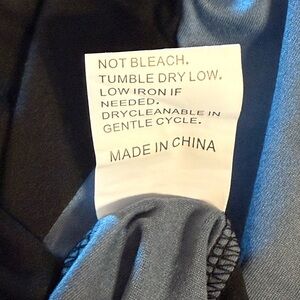 NOT BLEACH.
TUMBLE DRY LOW.
LOW IRON IF
NEEDED.
DRYCLEANABLE IN
GENTLE CYCLE.
MADE IN CHINA